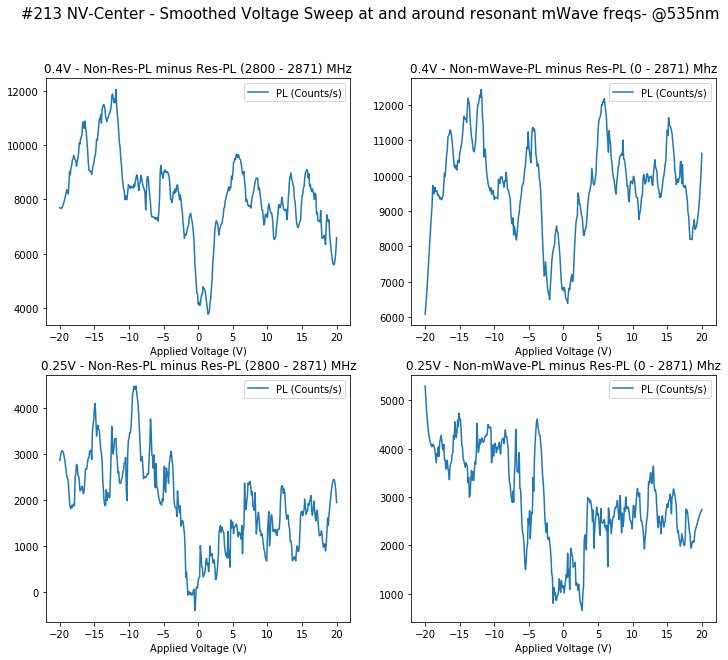 #213 NV-Center - Smoothed Voltage Sweep at and around resonant mWave freqs- @535nm
0.4V - Non-Res-PL minus Res-PL (2800 - 2871) MHz
12000
10000
8000
6000
4000
PL (Counts/s)
−20 −15 −10 −5 0 5 10 15 20
Applied Voltage (V)
0.4V - Non-mWave-PL minus Res-PL (0 - 2871) Mhz
12000
11000
10000
9000
8000
7000
6000
PL (Counts/s)
−20 −15 −10 −5 0 5 10 15 20
Applied Voltage (V)
0.25V - Non-Res-PL minus Res-PL (2800 - 2871) MHz
4000
3000
2000
1000
0
PL (Counts/s)
−20 −15 −10 −5 0 5 10 15 20
Applied Voltage (V)
0.25V - Non-mWave-PL minus Res-PL (0 - 2871) Mhz
5000
4000
3000
2000
1000
PL (Counts/s)
−20 −15 −10 −5 0 5 10 15 20
Applied Voltage (V)